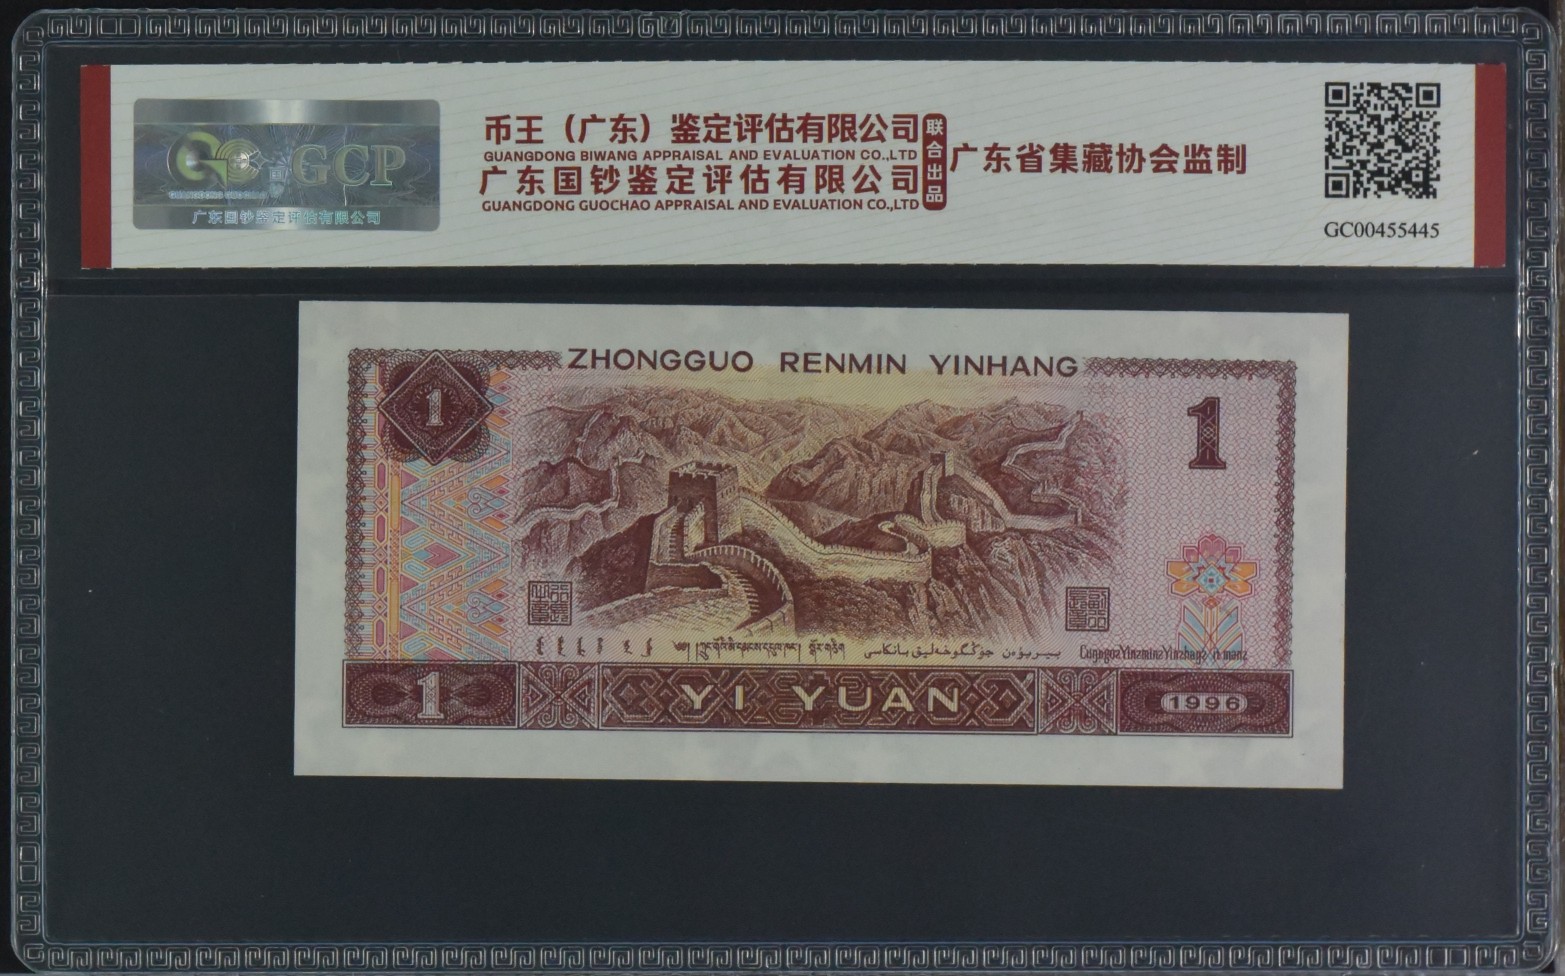 GCP
广东国钞鉴定评估有限公司
币王（广东）鉴定评估有限公司
GUANGDONG BIWANG APPRAISAL AND EVALUATION CO.,LTD
广东国钞鉴定评估有限公司
GUANGDONG GUOCHAO APPRAISAL AND EVALUATION CO.,LTD
联合出品
广东省集藏协会监制
GC00455445
ZHONGGUO RENMIN YINHANG
1
1
جۇڭگو خەلىق بانكىسى
1
YI YUAN
1996